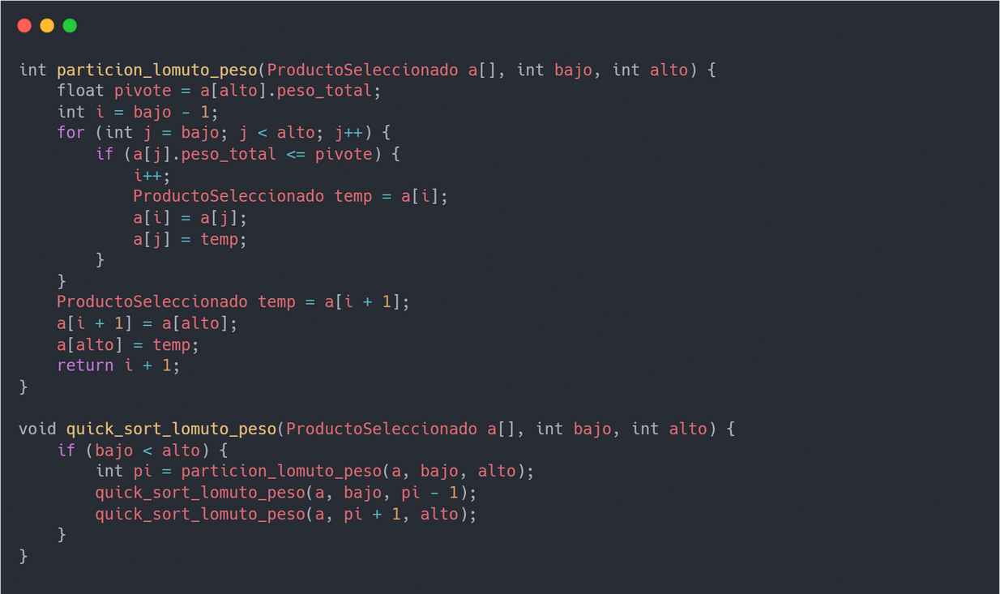 int particion_lomuto_peso(ProductoSeleccionado a[], int bajo, int alto) {
    float pivote = a[alto].peso_total;
    int i = bajo - 1;
    for (int j = bajo; j < alto; j++) {
        if (a[j].peso_total <= pivote) {
            i++;
            ProductoSeleccionado temp = a[i];
            a[i] = a[j];
            a[j] = temp;
        }
    }
    ProductoSeleccionado temp = a[i + 1];
    a[i + 1] = a[alto];
    a[alto] = temp;
    return i + 1;
}

void quick_sort_lomuto_peso(ProductoSeleccionado a[], int bajo, int alto) {
    if (bajo < alto) {
        int pi = particion_lomuto_peso(a, bajo, alto);
        quick_sort_lomuto_peso(a, bajo, pi - 1);
        quick_sort_lomuto_peso(a, pi + 1, alto);
    }
}